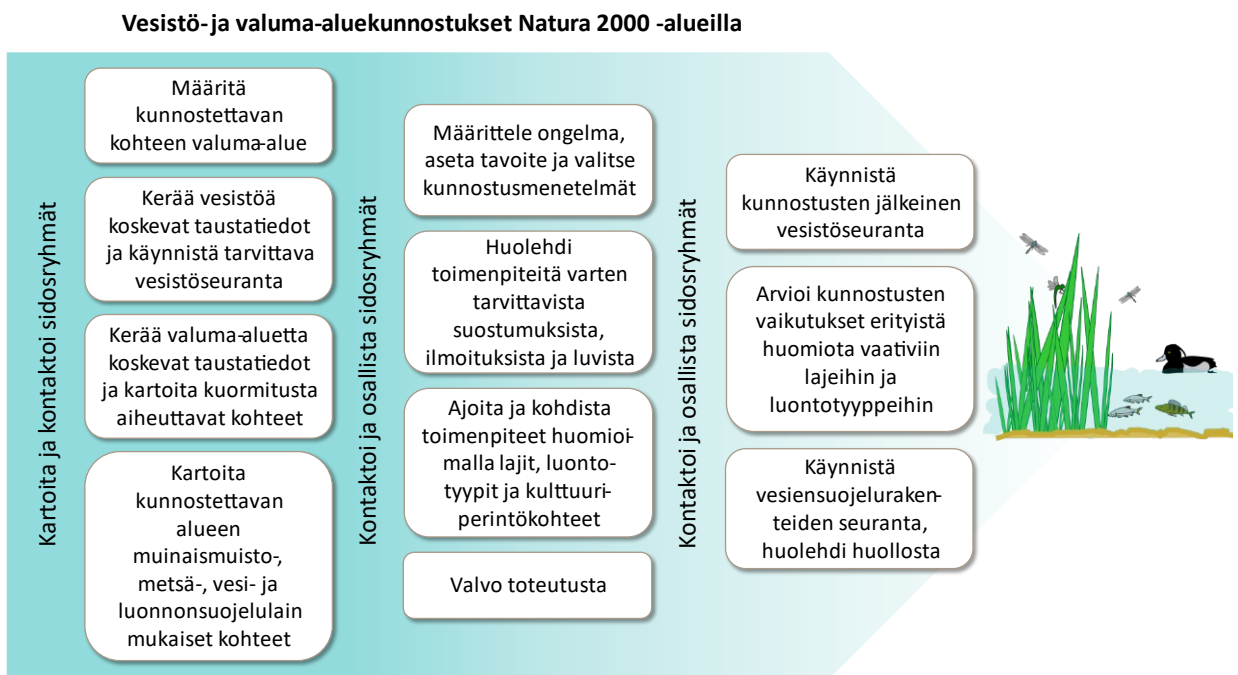 Vesistö- ja valuma-aluekunnostukset Natura 2000 -alueilla
Kartoita ja kontaktoi sidosryhmät
Määritä
kunnostettavan
kohteen valuma-alue
Kerää vesistöä
koskevat taustatiedot
ja käynnistä tarvittava
vesistöseuranta
Kerää valuma-aluetta
koskevat taustatiedot
ja kartoita kuormitusta
aiheuttavat kohteet
Kartoita
kunnostettavan
alueen
muinaismuisto-,
metsä-, vesi- ja
luonnonsuojelulain
mukaiset kohteet
Kontaktoi ja osallista sidosryhmät
Määrittele ongelma,
aseta tavoite ja valitse
kunnostusmenetelmät
Huolehdi
toimenpiteitä varten
tarvittavista
suostumuksista,
ilmoituksista ja luvista
Ajoita ja kohdista
toimenpiteet huomioi-
malla lajit, luonto-
tyypit ja kulttuuri-
perintökohteet
Valvo toteutusta
Kontaktoi ja osallista sidosryhmät
Käynnistä
kunnostusten jälkeinen
vesistöseuranta
Arvioi kunnostusten
vaikutukset erityistä
huomiota vaativiin
lajeihin ja
luontotyyppeihin
Käynnistä
vesiensuojeluraken-
teiden seuranta,
huolehdi huollosta